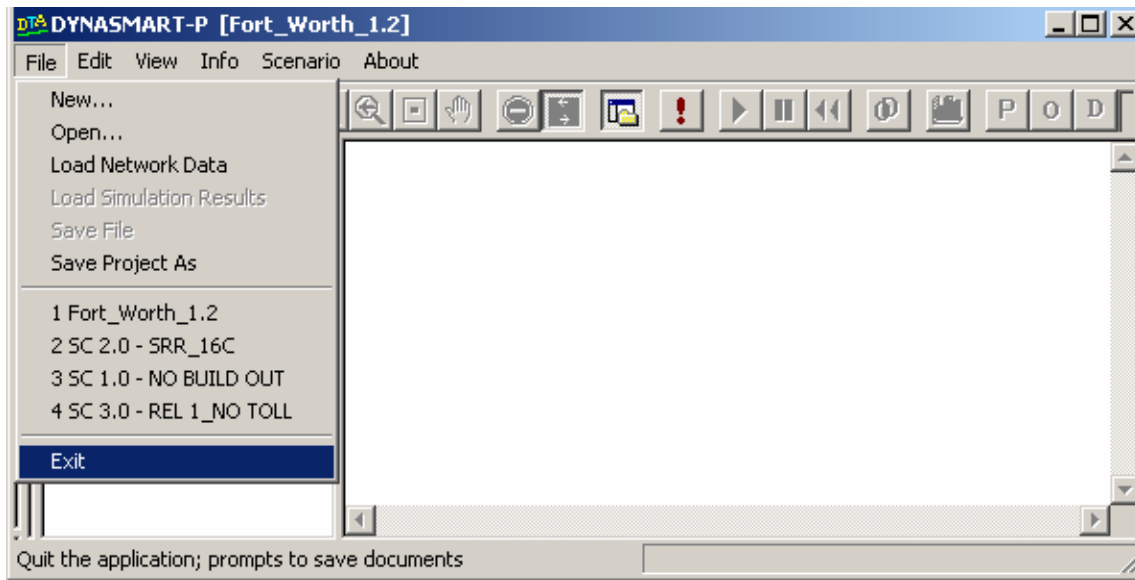 DTA DYNASMART-P [Fort_Worth_1.2]
File Edit View Info Scenario About
New...
Open...
Load Network Data
Load Simulation Results
Save File
Save Project As
1 Fort_Worth_1.2
2 SC 2.0 - SRR_16C
3 SC 1.0 - NO BUILD OUT
4 SC 3.0 - REL 1_NO TOLL
Exit
P O D
Quit the application; prompts to save documents